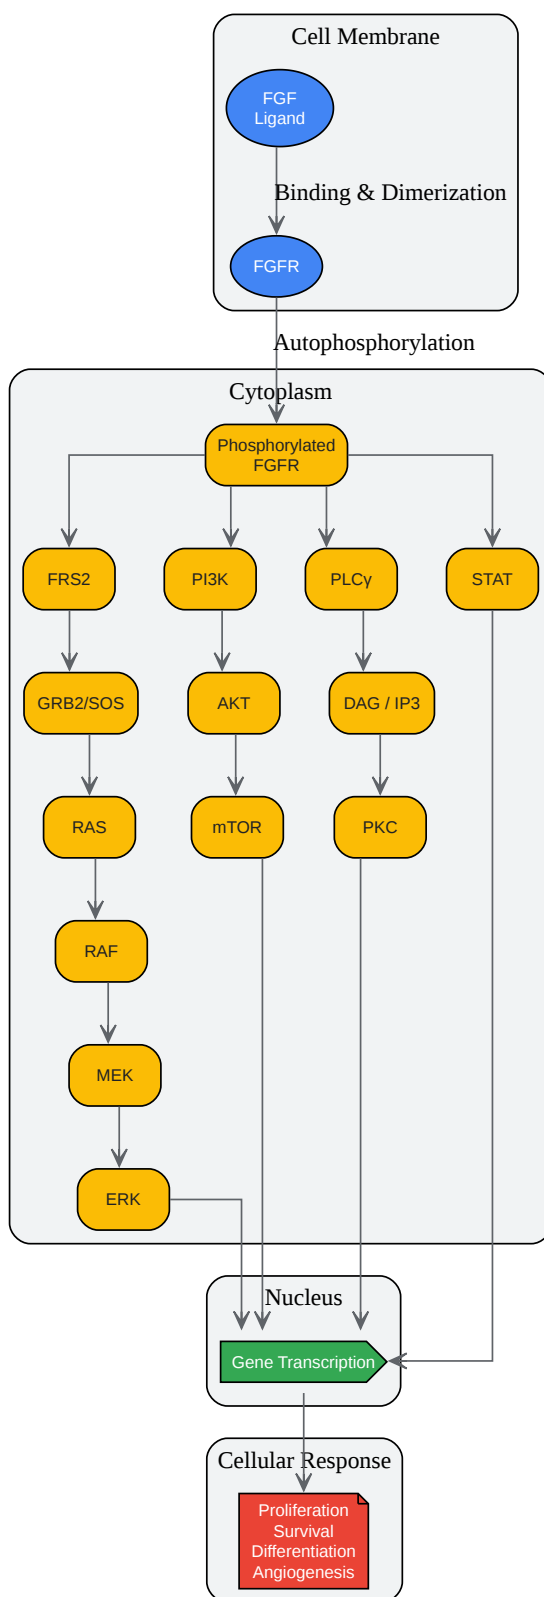 Cell Membrane
FGF
Ligand
Binding & Dimerization
FGFR
Autophosphorylation
Cytoplasm
Phosphorylated
FGFR
FRS2
PI3K
PLCγ
STAT
GRB2/SOS
AKT
DAG / IP3
RAS
mTOR
PKC
RAF
MEK
ERK
Nucleus
Gene Transcription
Cellular Response
Proliferation
Survival
Differentiation
Angiogenesis